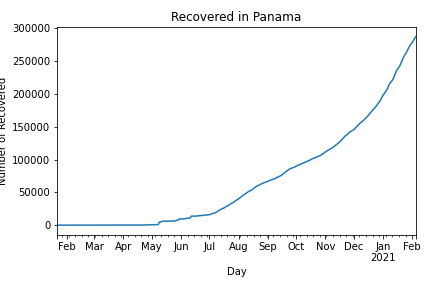 Recovered in Panama
300000
250000
200000
150000
100000
50000
0
Number of Recovered
Feb Mar Apr May Jun Jul Aug Sep Oct Nov Dec Jan Feb
2021
Day